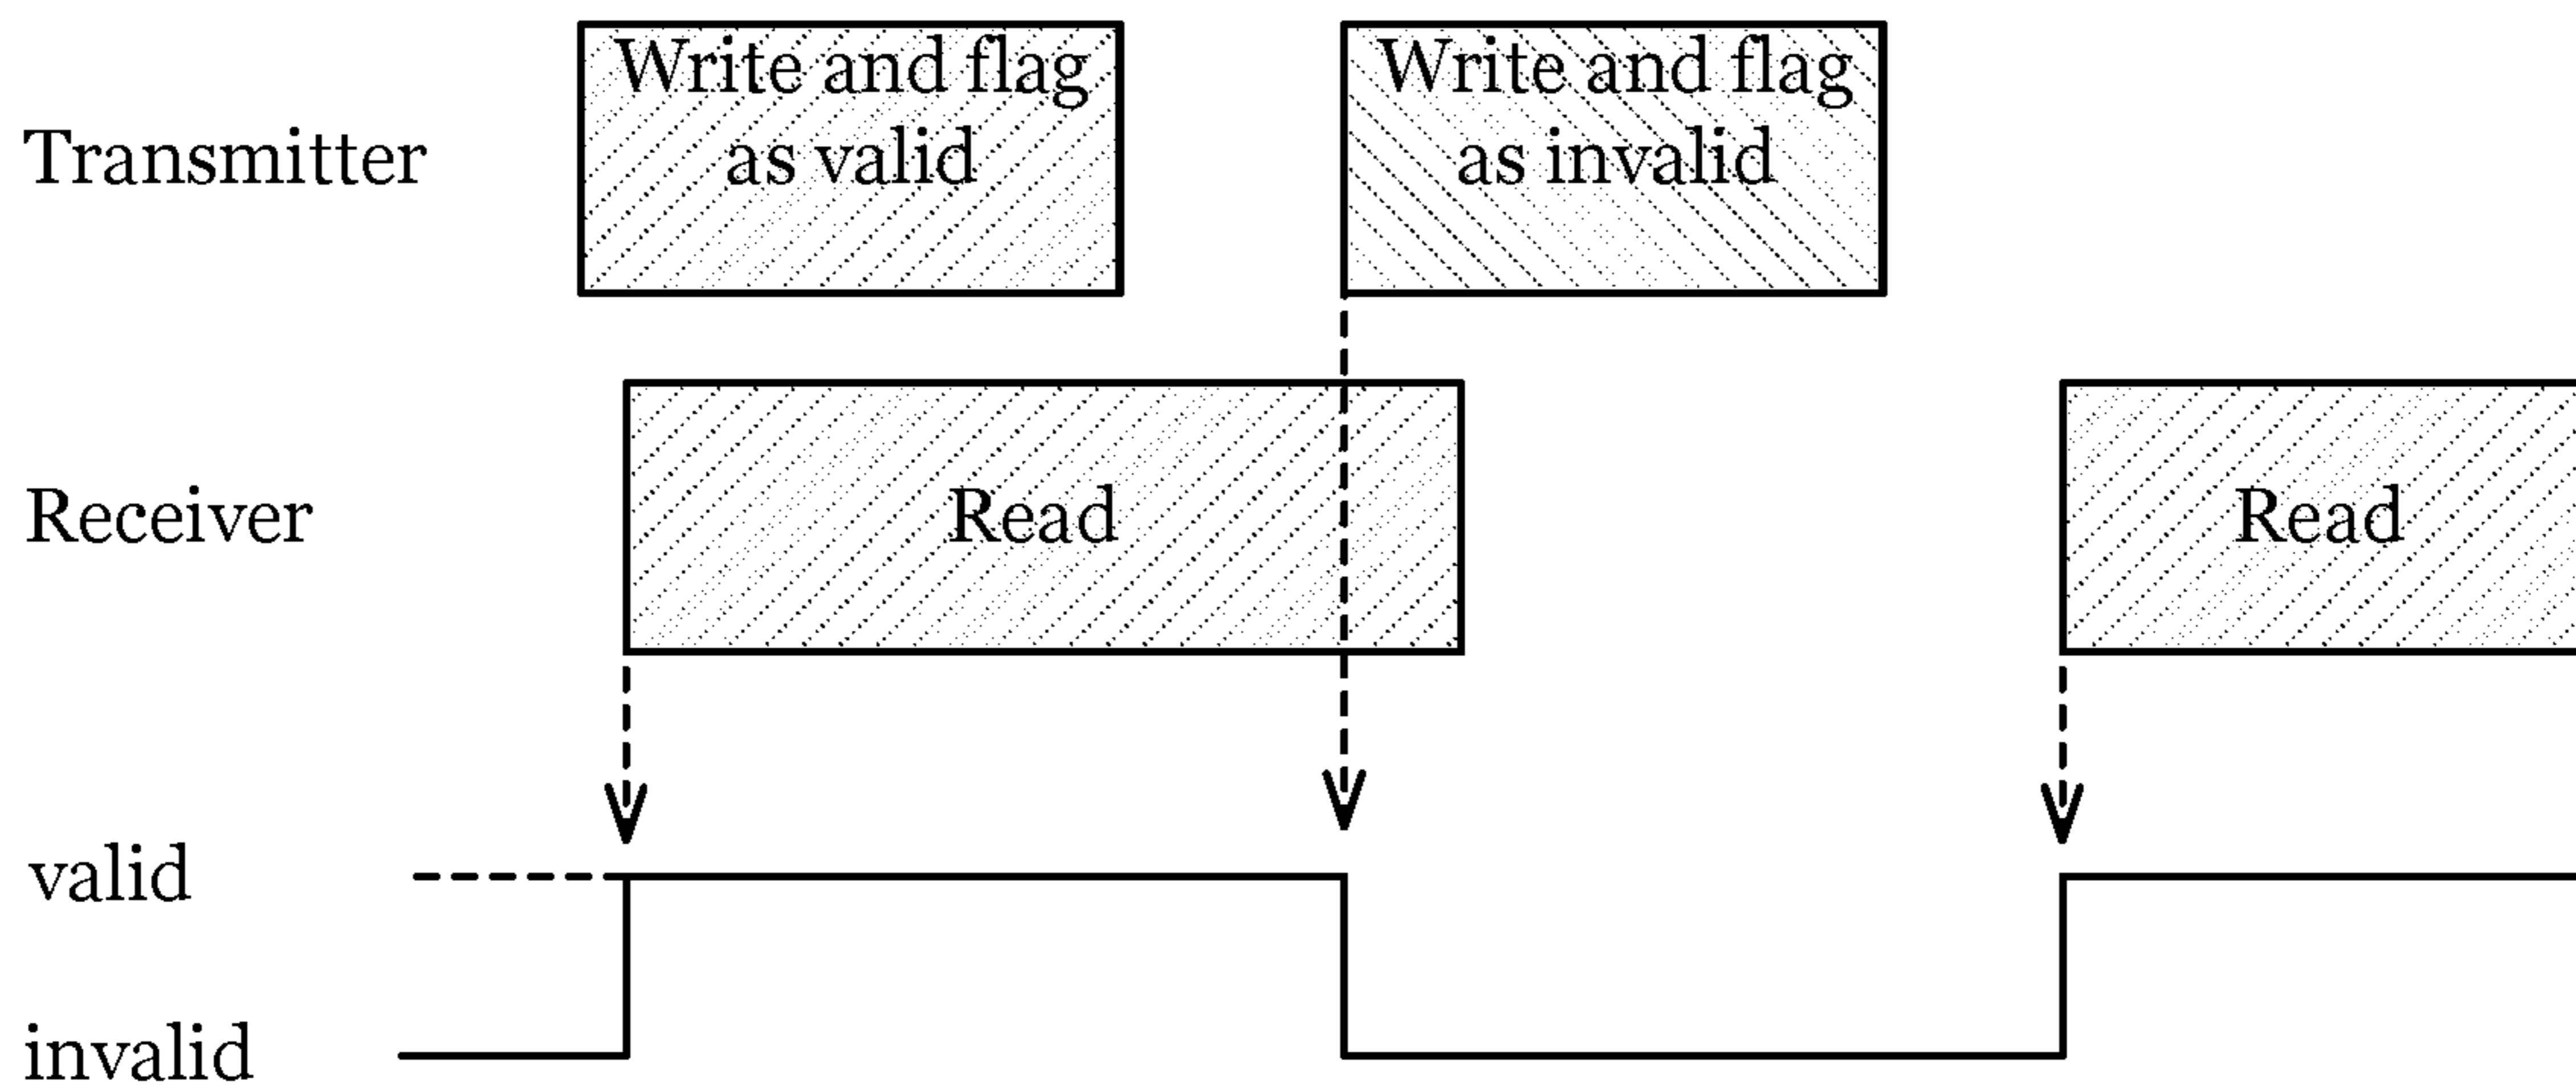 Transmitter
Write and flag
as valid
Write and flag
as invalid
Receiver
Read
Read
valid
invalid